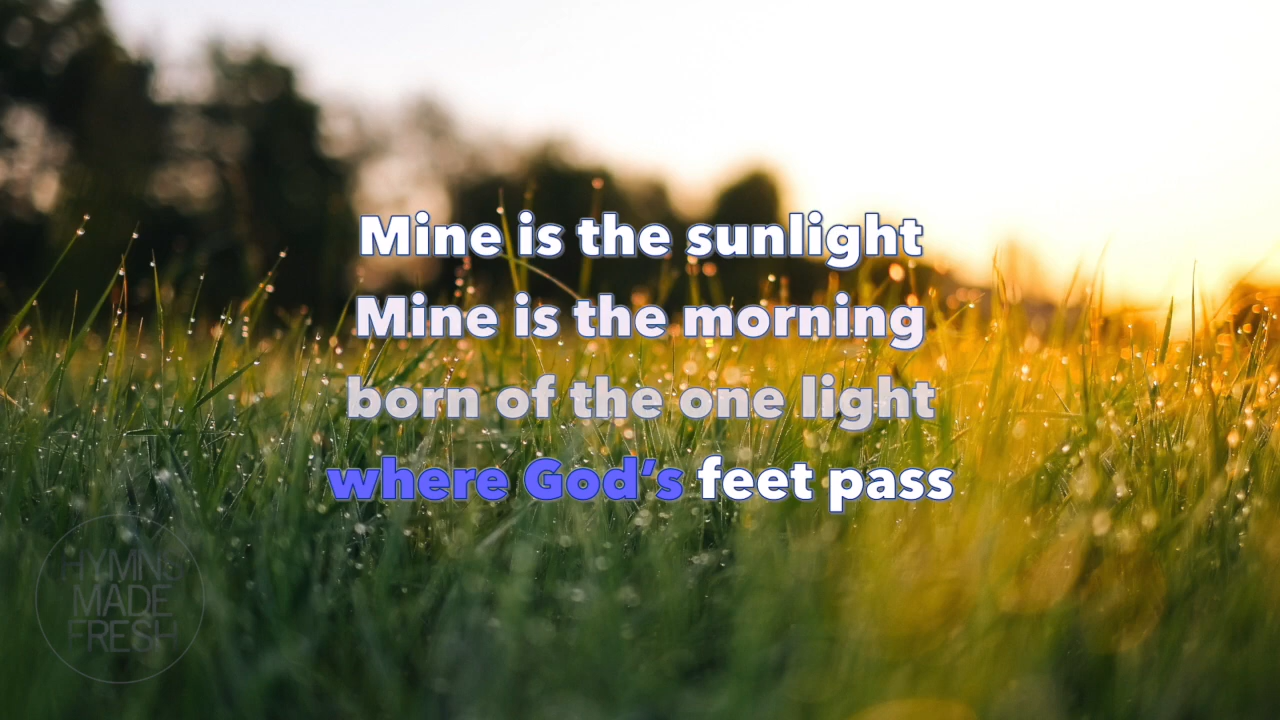 Mine is the sunlight
Mine is the morning
born of the one light
where God’s feet pass
HYMNS
MADE
FRESH